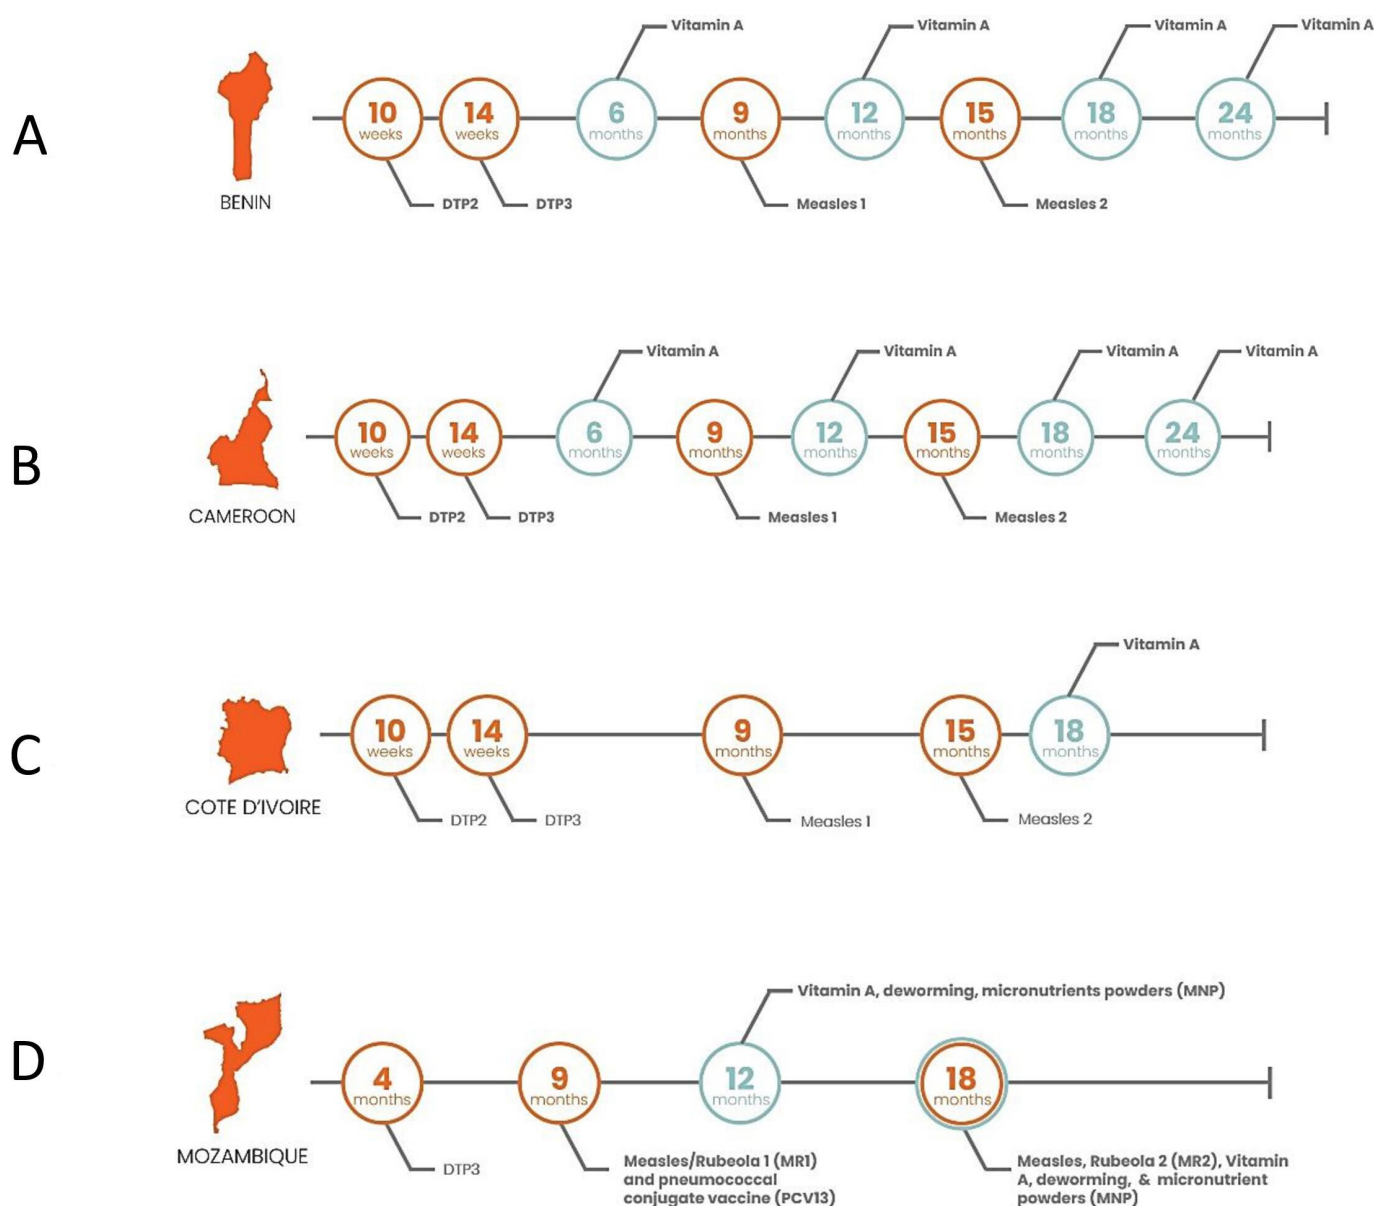 A
BENIN
Vitamin A
Vitamin A
Vitamin A
Vitamin A
10 weeks
14 weeks
6 months
9 months
12 months
15 months
18 months
24 months
DTP2
DTP3
Measles 1
Measles 2
B
CAMEROON
Vitamin A
Vitamin A
Vitamin A
Vitamin A
10 weeks
14 weeks
6 months
9 months
12 months
15 months
18 months
24 months
DTP2
DTP3
Measles 1
Measles 2
C
COTE D'IVOIRE
Vitamin A
10 weeks
14 weeks
9 months
15 months
18 months
DTP2
DTP3
Measles 1
Measles 2
D
MOZAMBIQUE
Vitamin A, deworming, micronutrients powders (MNP)
4 months
9 months
12 months
18 months
DTP3
Measles/Rubeola 1 (MR1)
and pneumococcal
conjugate vaccine (PCV13)
Measles, Rubeola 2 (MR2), Vitamin
A, deworming, & micronutrient
powders (MNP)